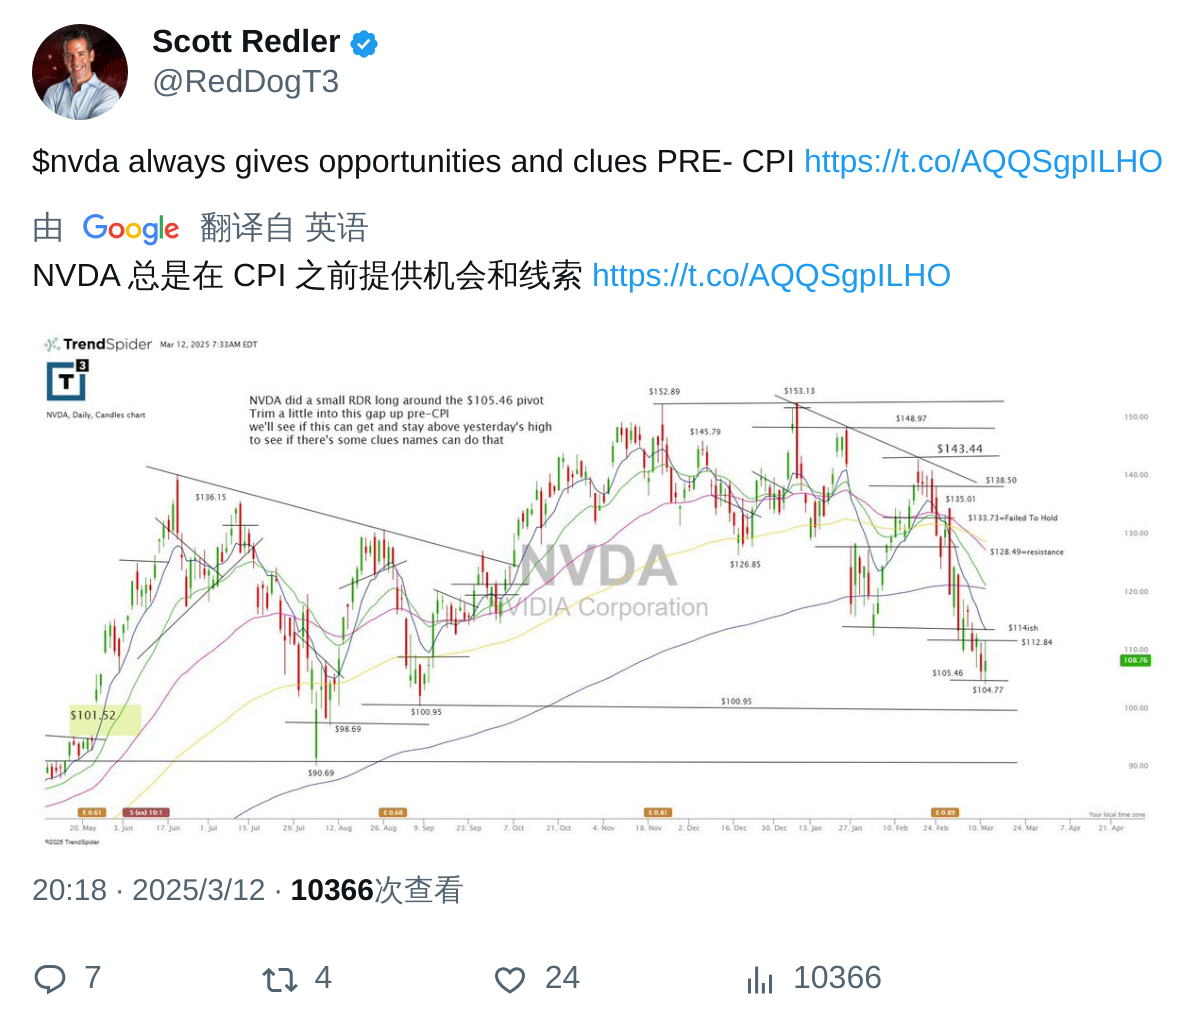 Scott Redler
@RedDogT3
$nvda always gives opportunities and clues PRE- CPI https://t.co/AQQSgpILHO
由 Google 翻译自 英语
NVDA 总是在 CPI 之前提供机会和线索 https://t.co/AQQSgpILHO
TrendSpider Mar 12, 2025 7:33AM EDT
T3
NVDA, Daily, Candles chart
NVDA did a small RDR long around the $105.46 pivot
Trim a little into this gap up pre-CPI
we'll see if this can get and stay above yesterday's high
to see if there's some clues names can do that
$152.89
$153.13
$148.97
$145.79
$143.44
$138.50
$136.15
$135.01
$133.73=Failed To Hold
$128.49=resistance
$126.85
NVDA
NVIDIA Corporation
$114ish
$112.84
$105.46
$104.77
$101.52
$100.95
$100.95
$98.69
$90.69
150.00
140.00
130.00
120.00
110.00
108.76
100.00
90.00
E 0.61
S (ex) 10:1
E 0.68
E 0.81
E 0.89
Your local time zone
20. May 3. Jun 17. Jun 1. Jul 15. Jul 29. Jul 12. Aug 26. Aug 9. Sep 23. Sep 7. Oct 21. Oct 4. Nov 18. Nov 2. Dec 16. Dec 30. Dec 13. Jan 27. Jan 10. Feb 24. Feb 10. Mar 24. Mar 7. Apr 21. Apr
©2025 TrendSpider
20:18 · 2025/3/12 · 10366次查看
7 4 24 10366